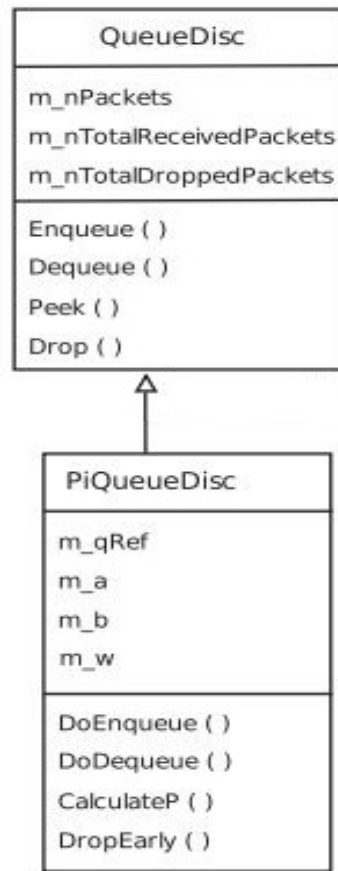 QueueDisc
m_nPackets
m_nTotalReceivedPackets
m_nTotalDroppedPackets
Enqueue ( )
Dequeue ( )
Peek ( )
Drop ( )
PiQueueDisc
m_qRef
m_a
m_b
m_w
DoEnqueue ( )
DoDequeue ( )
CalculateP ( )
DropEarly ( )